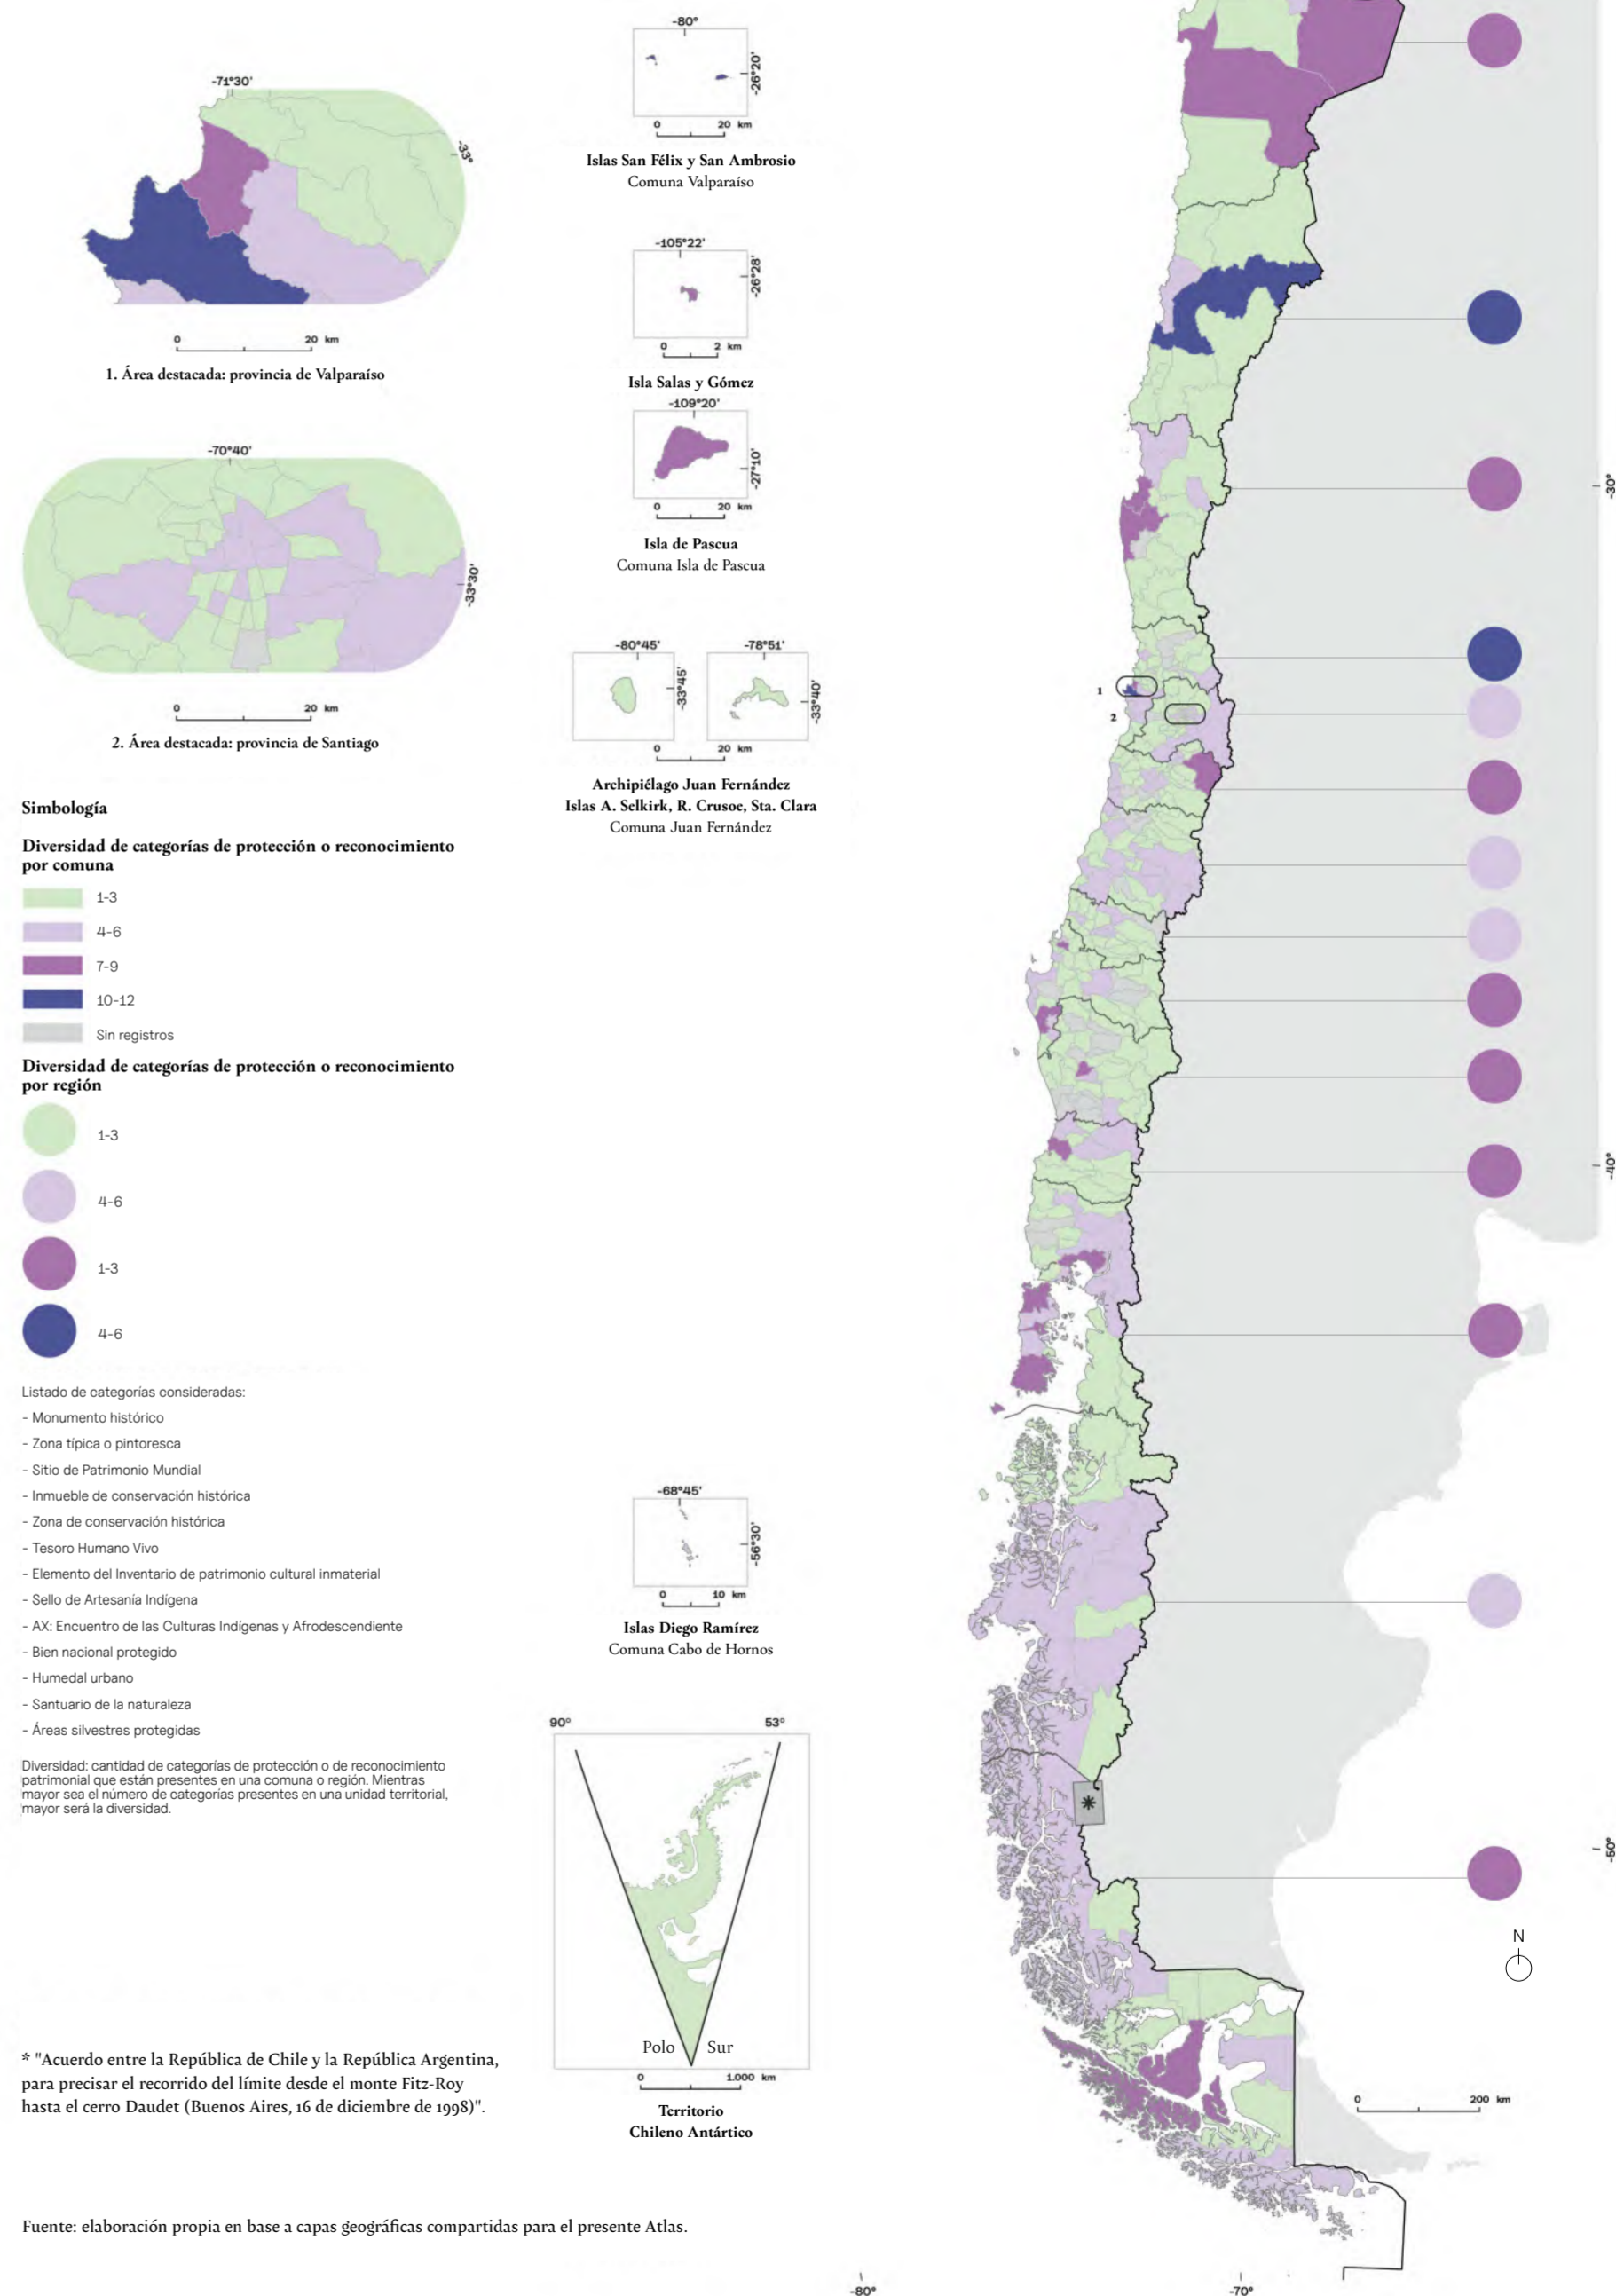 -71°30'
-33°
0 20 km
1. Área destacada: provincia de Valparaíso
-70°40'
-33°30'
0 20 km
2. Área destacada: provincia de Santiago
Simbología
Diversidad de categorías de protección o reconocimiento
por comuna
1-3
4-6
7-9
10-12
Sin registros
Diversidad de categorías de protección o reconocimiento
por región
1-3
4-6
1-3
4-6
Listado de categorías consideradas:
- Monumento histórico
- Zona típica o pintoresca
- Sitio de Patrimonio Mundial
- Inmueble de conservación histórica
- Zona de conservación histórica
- Tesoro Humano Vivo
- Elemento del Inventario de patrimonio cultural inmaterial
- Sello de Artesanía Indígena
- AX: Encuentro de las Culturas Indígenas y Afrodescendiente
- Bien nacional protegido
- Humedal urbano
- Santuario de la naturaleza
- Áreas silvestres protegidas
Diversidad: cantidad de categorías de protección o de reconocimiento
patrimonial que están presentes en una comuna o región. Mientras
mayor sea el número de categorías presentes en una unidad territorial,
mayor será la diversidad.
* "Acuerdo entre la República de Chile y la República Argentina,
para precisar el recorrido del límite desde el monte Fitz-Roy
hasta el cerro Daudet (Buenos Aires, 16 de diciembre de 1998)".
Fuente: elaboración propia en base a capas geográficas compartidas para el presente Atlas.
-80°
-26°20'
0 20 km
Islas San Félix y San Ambrosio
Comuna Valparaíso
-105°22'
-26°28'
0 2 km
Isla Salas y Gómez
-109°20'
-27°10'
0 20 km
Isla de Pascua
Comuna Isla de Pascua
-80°45'
-33°45'
-78°51'
-33°40'
0 20 km
Archipiélago Juan Fernández
Islas A. Selkirk, R. Crusoe, Sta. Clara
Comuna Juan Fernández
-68°45'
-56°30'
0 10 km
Islas Diego Ramírez
Comuna Cabo de Hornos
90° 53°
Polo Sur
0 1.000 km
Territorio
Chileno Antártico
1
2
*
-30°
-40°
-50°
N
0 200 km
-80°
-70°